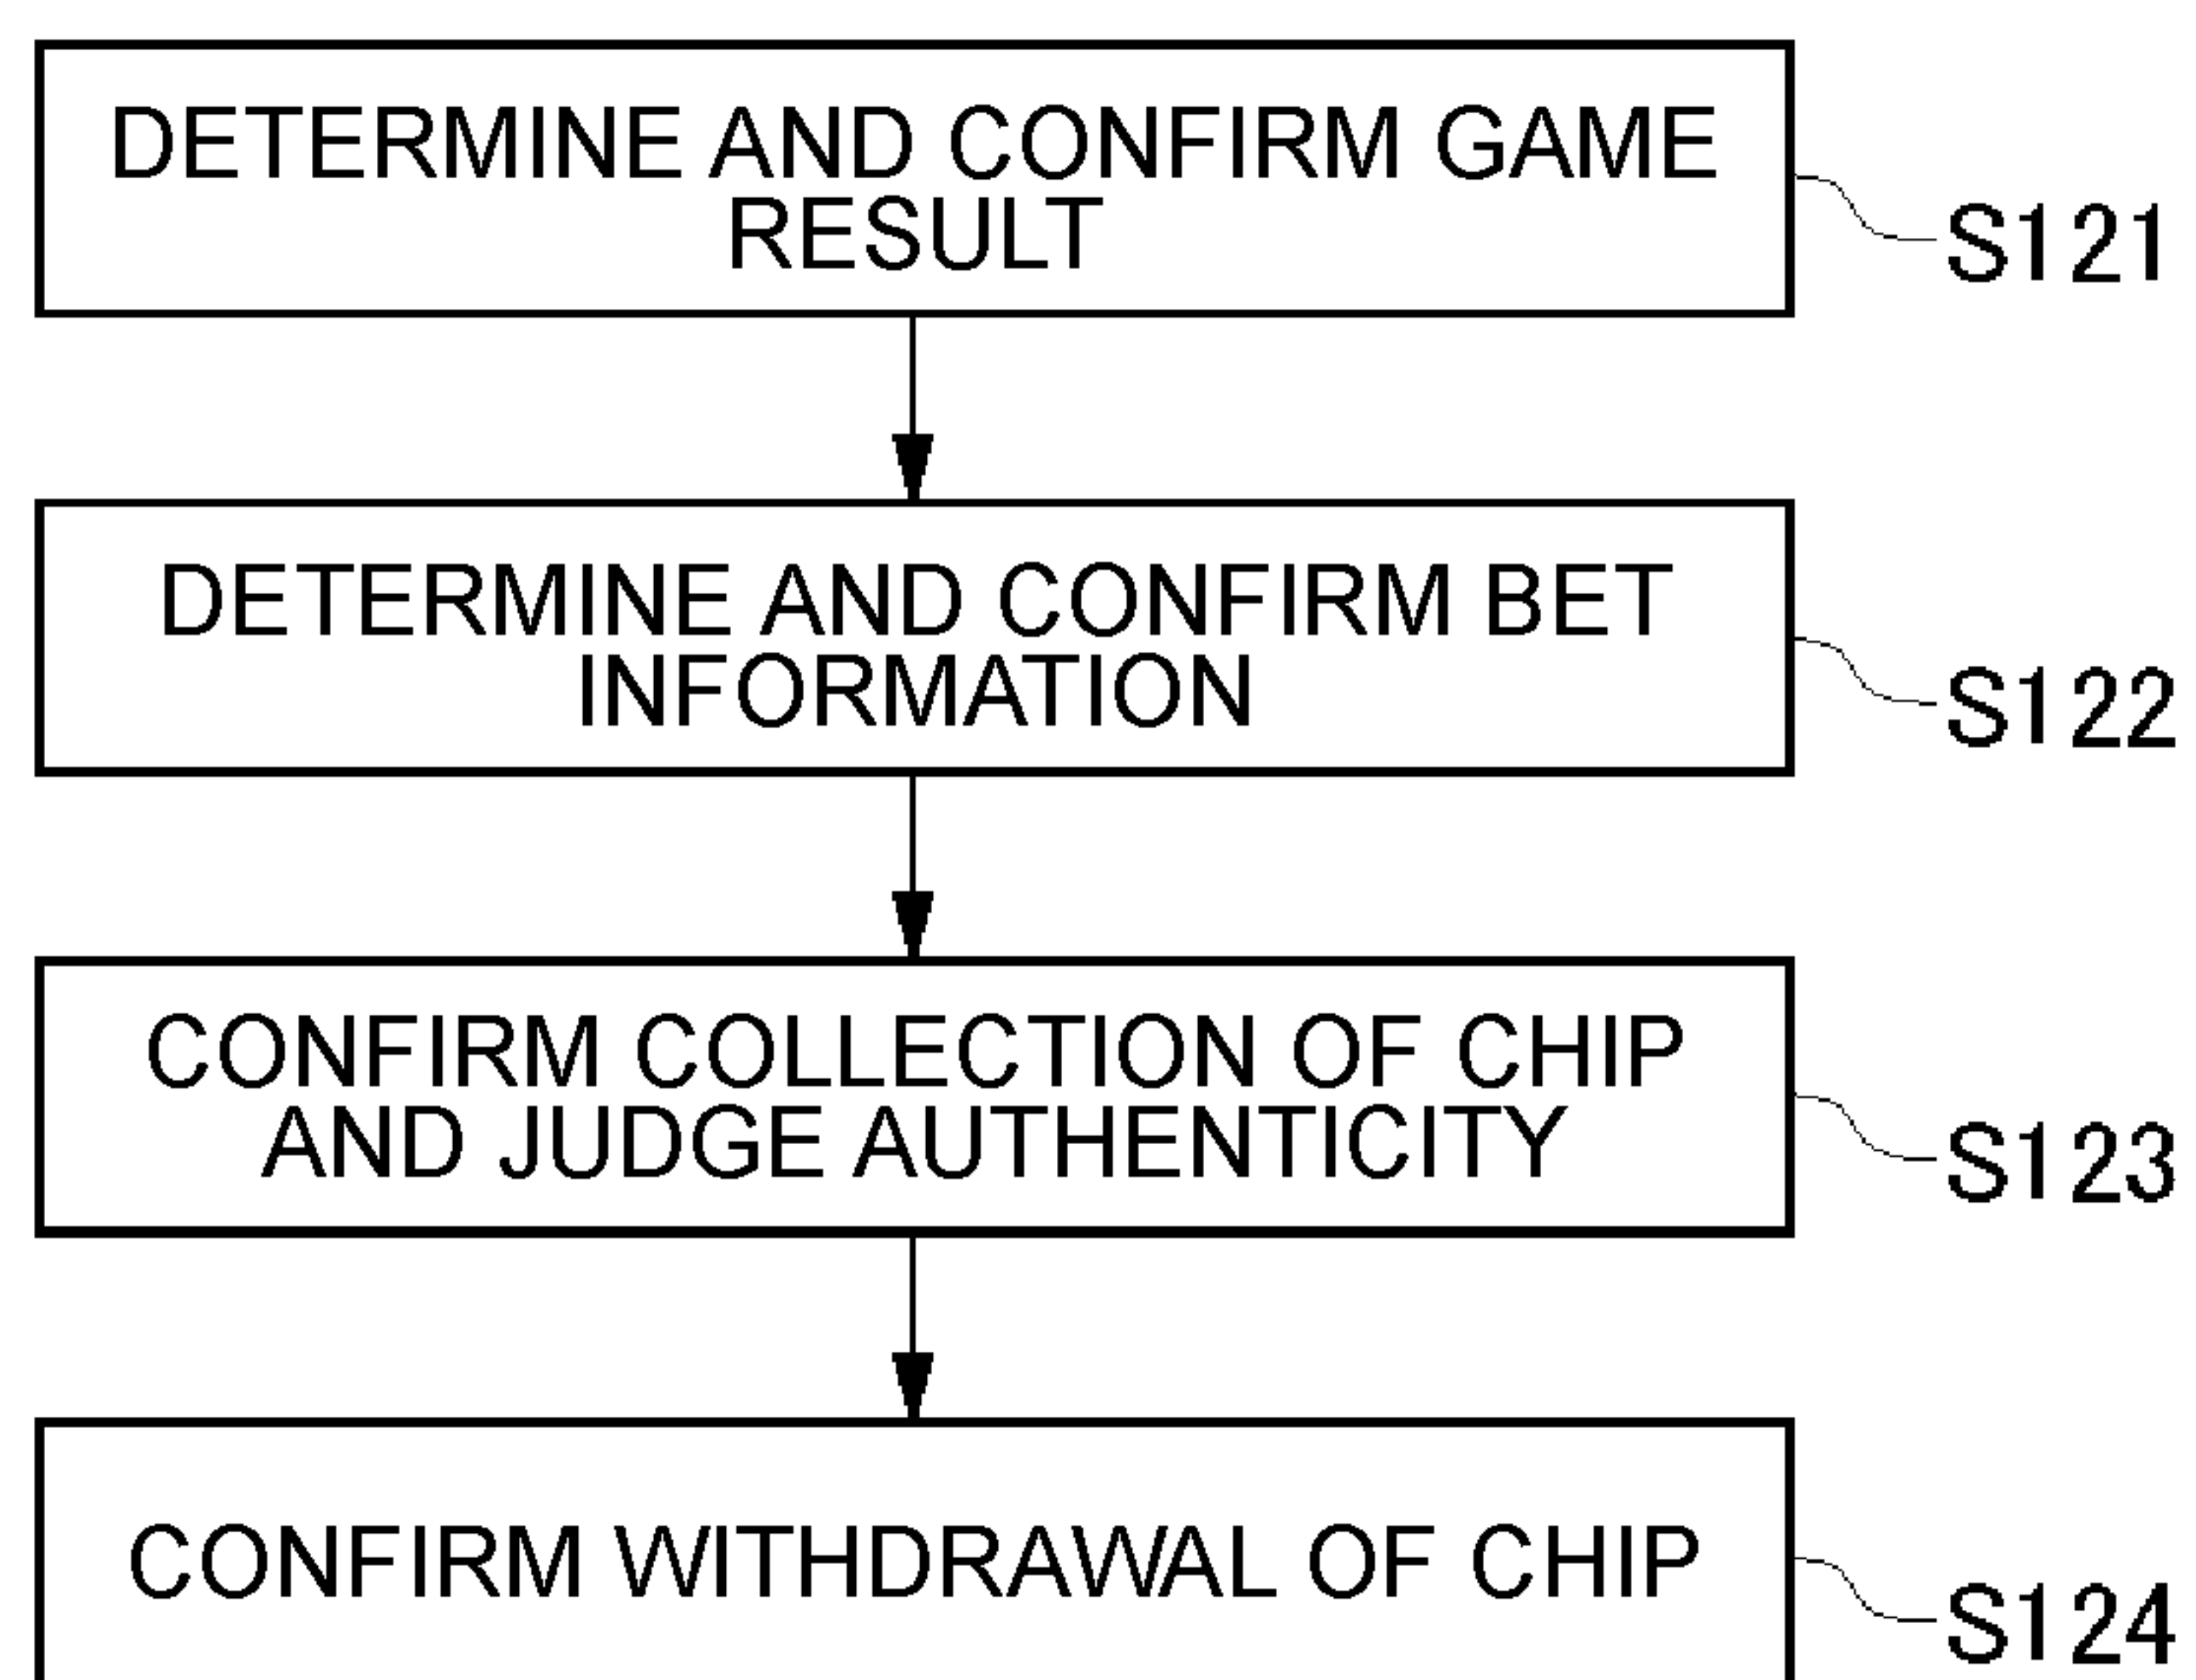 DETERMINE AND CONFIRM GAME
RESULT
S121
DETERMINE AND CONFIRM BET
INFORMATION
S122
CONFIRM COLLECTION OF CHIP
AND JUDGE AUTHENTICITY
S123
CONFIRM WITHDRAWAL OF CHIP
S124